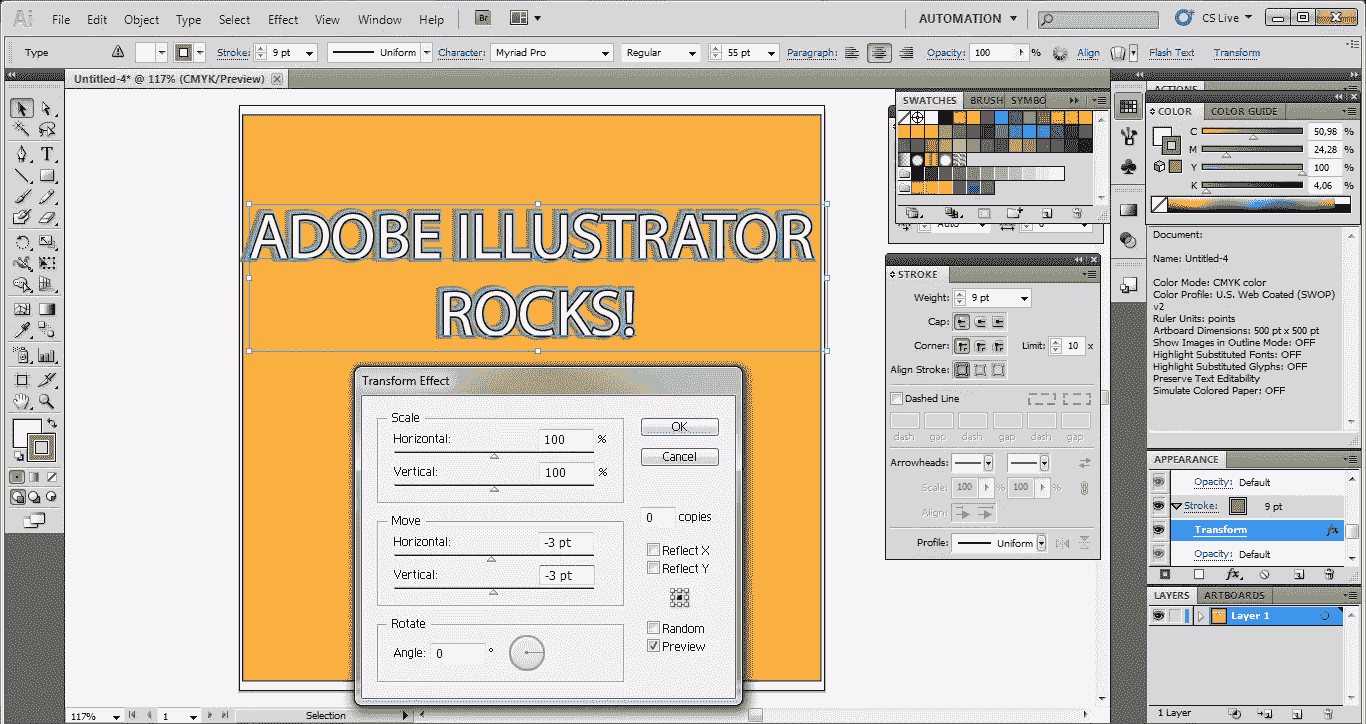 Ai File Edit Object Type Select Effect View Window Help Br AUTOMATION CS Live
Type Stroke: 9 pt Uniform Character: Myriad Pro Regular 55 pt Paragraph: Opacity: 100 % Align Flash Text Transform
Untitled-4* @ 117% (CMYK/Preview)
ADOBE ILLUSTRATOR
ROCKS!
Transform Effect
Scale
Horizontal: 100 %
Vertical: 100 %
Move
Horizontal: -3 pt
Vertical: -3 pt
Rotate
Angle: 0 °
OK
Cancel
0 copies
Reflect X
Reflect Y
Random
Preview
SWATCHES BRUSH SYMBO
STROKE
Weight: 9 pt
Cap:
Corner: Limit: 10 x
Align Stroke:
Dashed Line
dash gap dash gap dash gap
Arrowheads:
Scale: 100 % 100 %
Align:
Profile: Uniform
ACTIONS
COLOR COLOR GUIDE
C 50,98 %
M 24,28 %
Y 100 %
K 4,06 %
Document:
Name: Untitled-4
Color Mode: CMYK color
Color Profile: U.S. Web Coated (SWOP)
v2
Ruler Units: points
Artboard Dimensions: 500 pt x 500 pt
Show Images in Outline Mode: OFF
Highlight Substituted Fonts: OFF
Highlight Substituted Glyphs: OFF
Preserve Text Editability
Simulate Colored Paper: OFF
APPEARANCE
Opacity: Default
Stroke: 9 pt
Transform fx
Opacity: Default
fx
LAYERS ARTBOARDS
Layer 1
1 Layer
117% 1 Selection